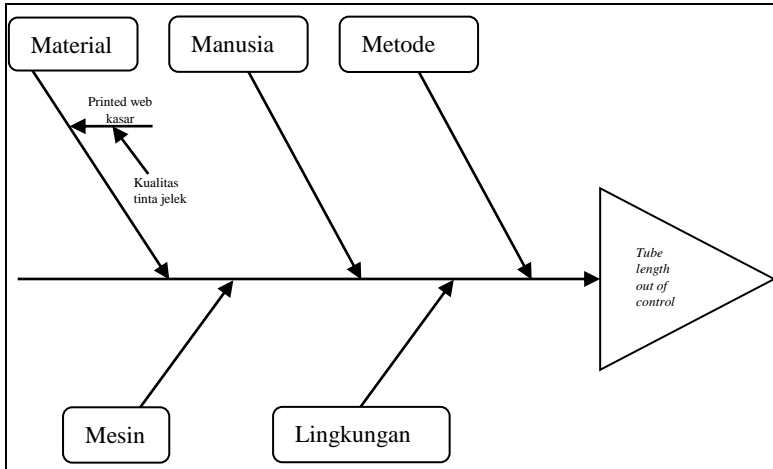 Material
Manusia
Metode
Printed web
kasar
Kualitas
tinta jelek
Tube
length
out of
control
Mesin
Lingkungan